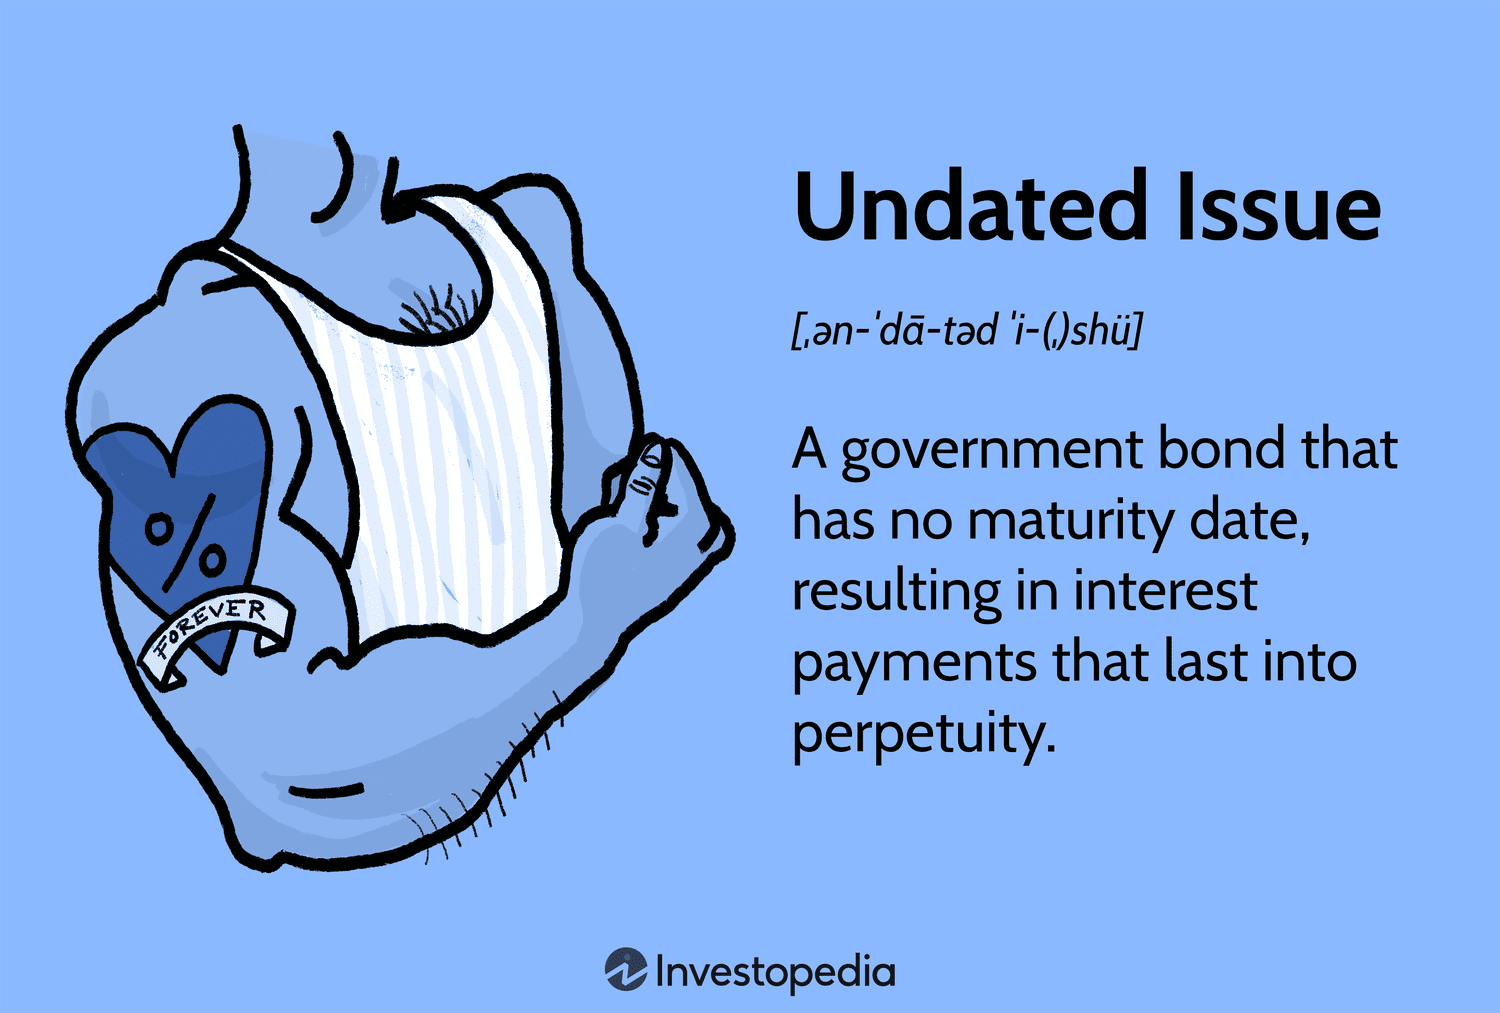 Undated Issue
[ˌən-ˈdā-təd ˈi-(ˌ)shü]
A government bond that
has no maturity date,
resulting in interest
payments that last into
perpetuity.
%
FOREVER
Investopedia